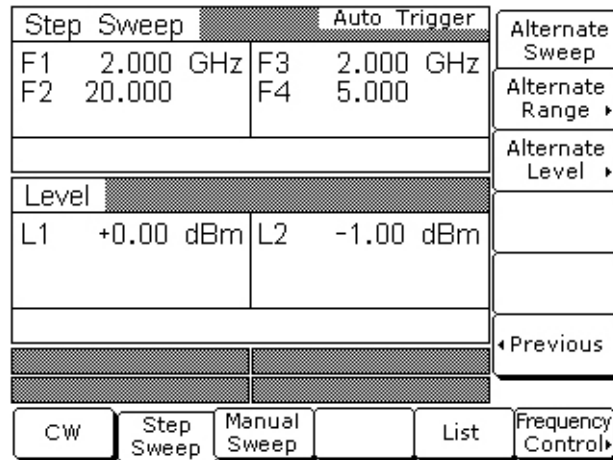 Step Sweep Auto Trigger
F1 2.000 GHz F3 2.000 GHz
F2 20.000 F4 5.000
Level
L1 +0.00 dBm L2 -1.00 dBm
Alternate
Sweep
Alternate
Range
Alternate
Level
Previous
CW
Step
Sweep
Manual
Sweep
List
Frequency
Control